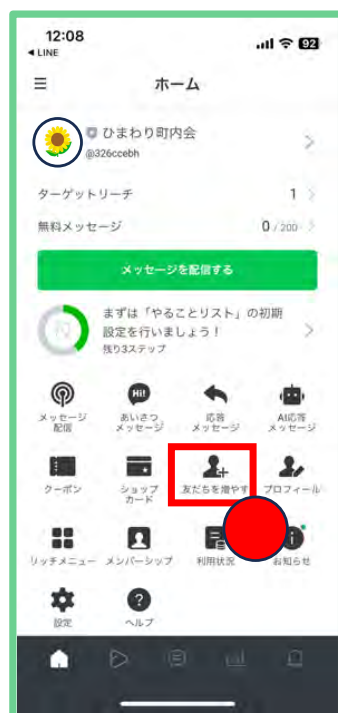 12:08
92
◀ LINE
ホーム
ひまわり町内会
@326ccebh
ターゲットリーチ 1
無料メッセージ 0 / 200
メッセージを配信する
まずは「やることリスト」の初期
設定を行いましょう！
残り3ステップ
Hi!
メッセージ
配信
あいさつ
メッセージ
応答
メッセージ
AI応答
メッセージ
クーポン
ショップ
カード
友だちを増やす
プロフィール
リッチメニュー
メンバーシップ
利用状況
お知らせ
設定
ヘルプ